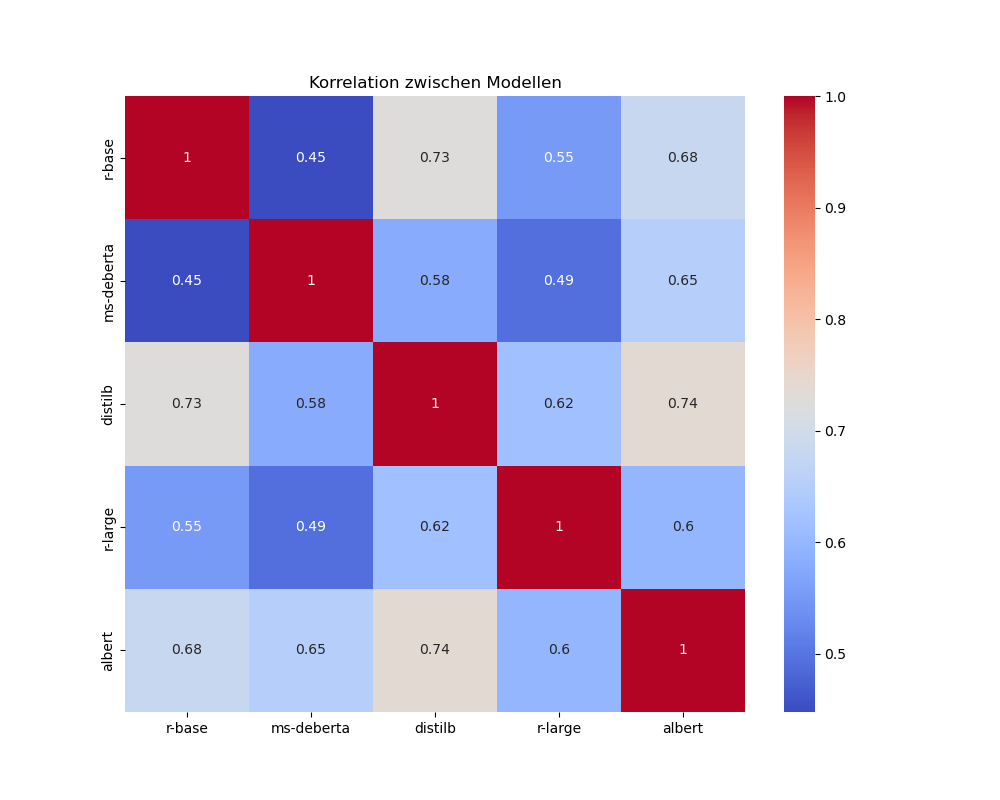 Korrelation zwischen Modellen
r-base 1 0.45 0.73 0.55 0.68
ms-deberta 0.45 1 0.58 0.49 0.65
distilb 0.73 0.58 1 0.62 0.74
r-large 0.55 0.49 0.62 1 0.6
albert 0.68 0.65 0.74 0.6 1
r-base ms-deberta distilb r-large albert
1.0
0.9
0.8
0.7
0.6
0.5